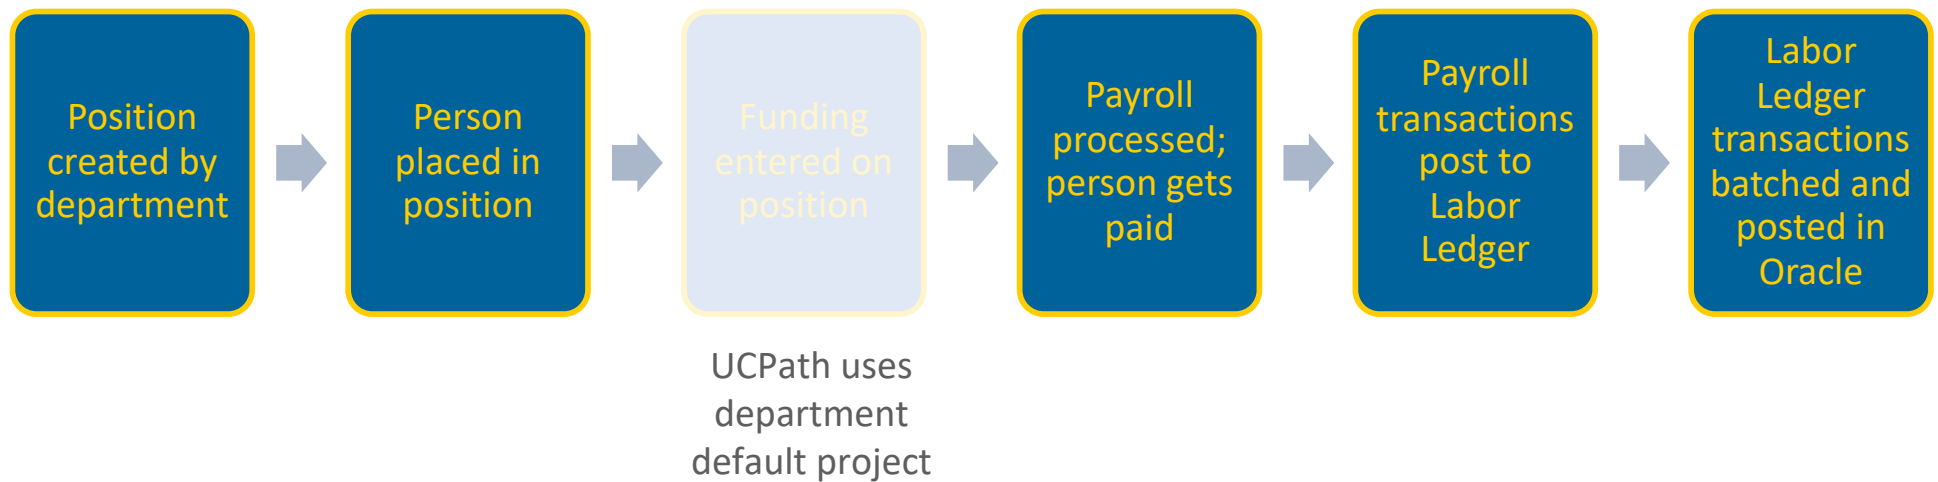 Position
created by
department
Person
placed in
position
Funding
entered on
position
Payroll
processed;
person gets
paid
Payroll
transactions
post to
Labor
Ledger
Labor
Ledger
transactions
batched and
posted in
Oracle
UCPath uses
department
default project